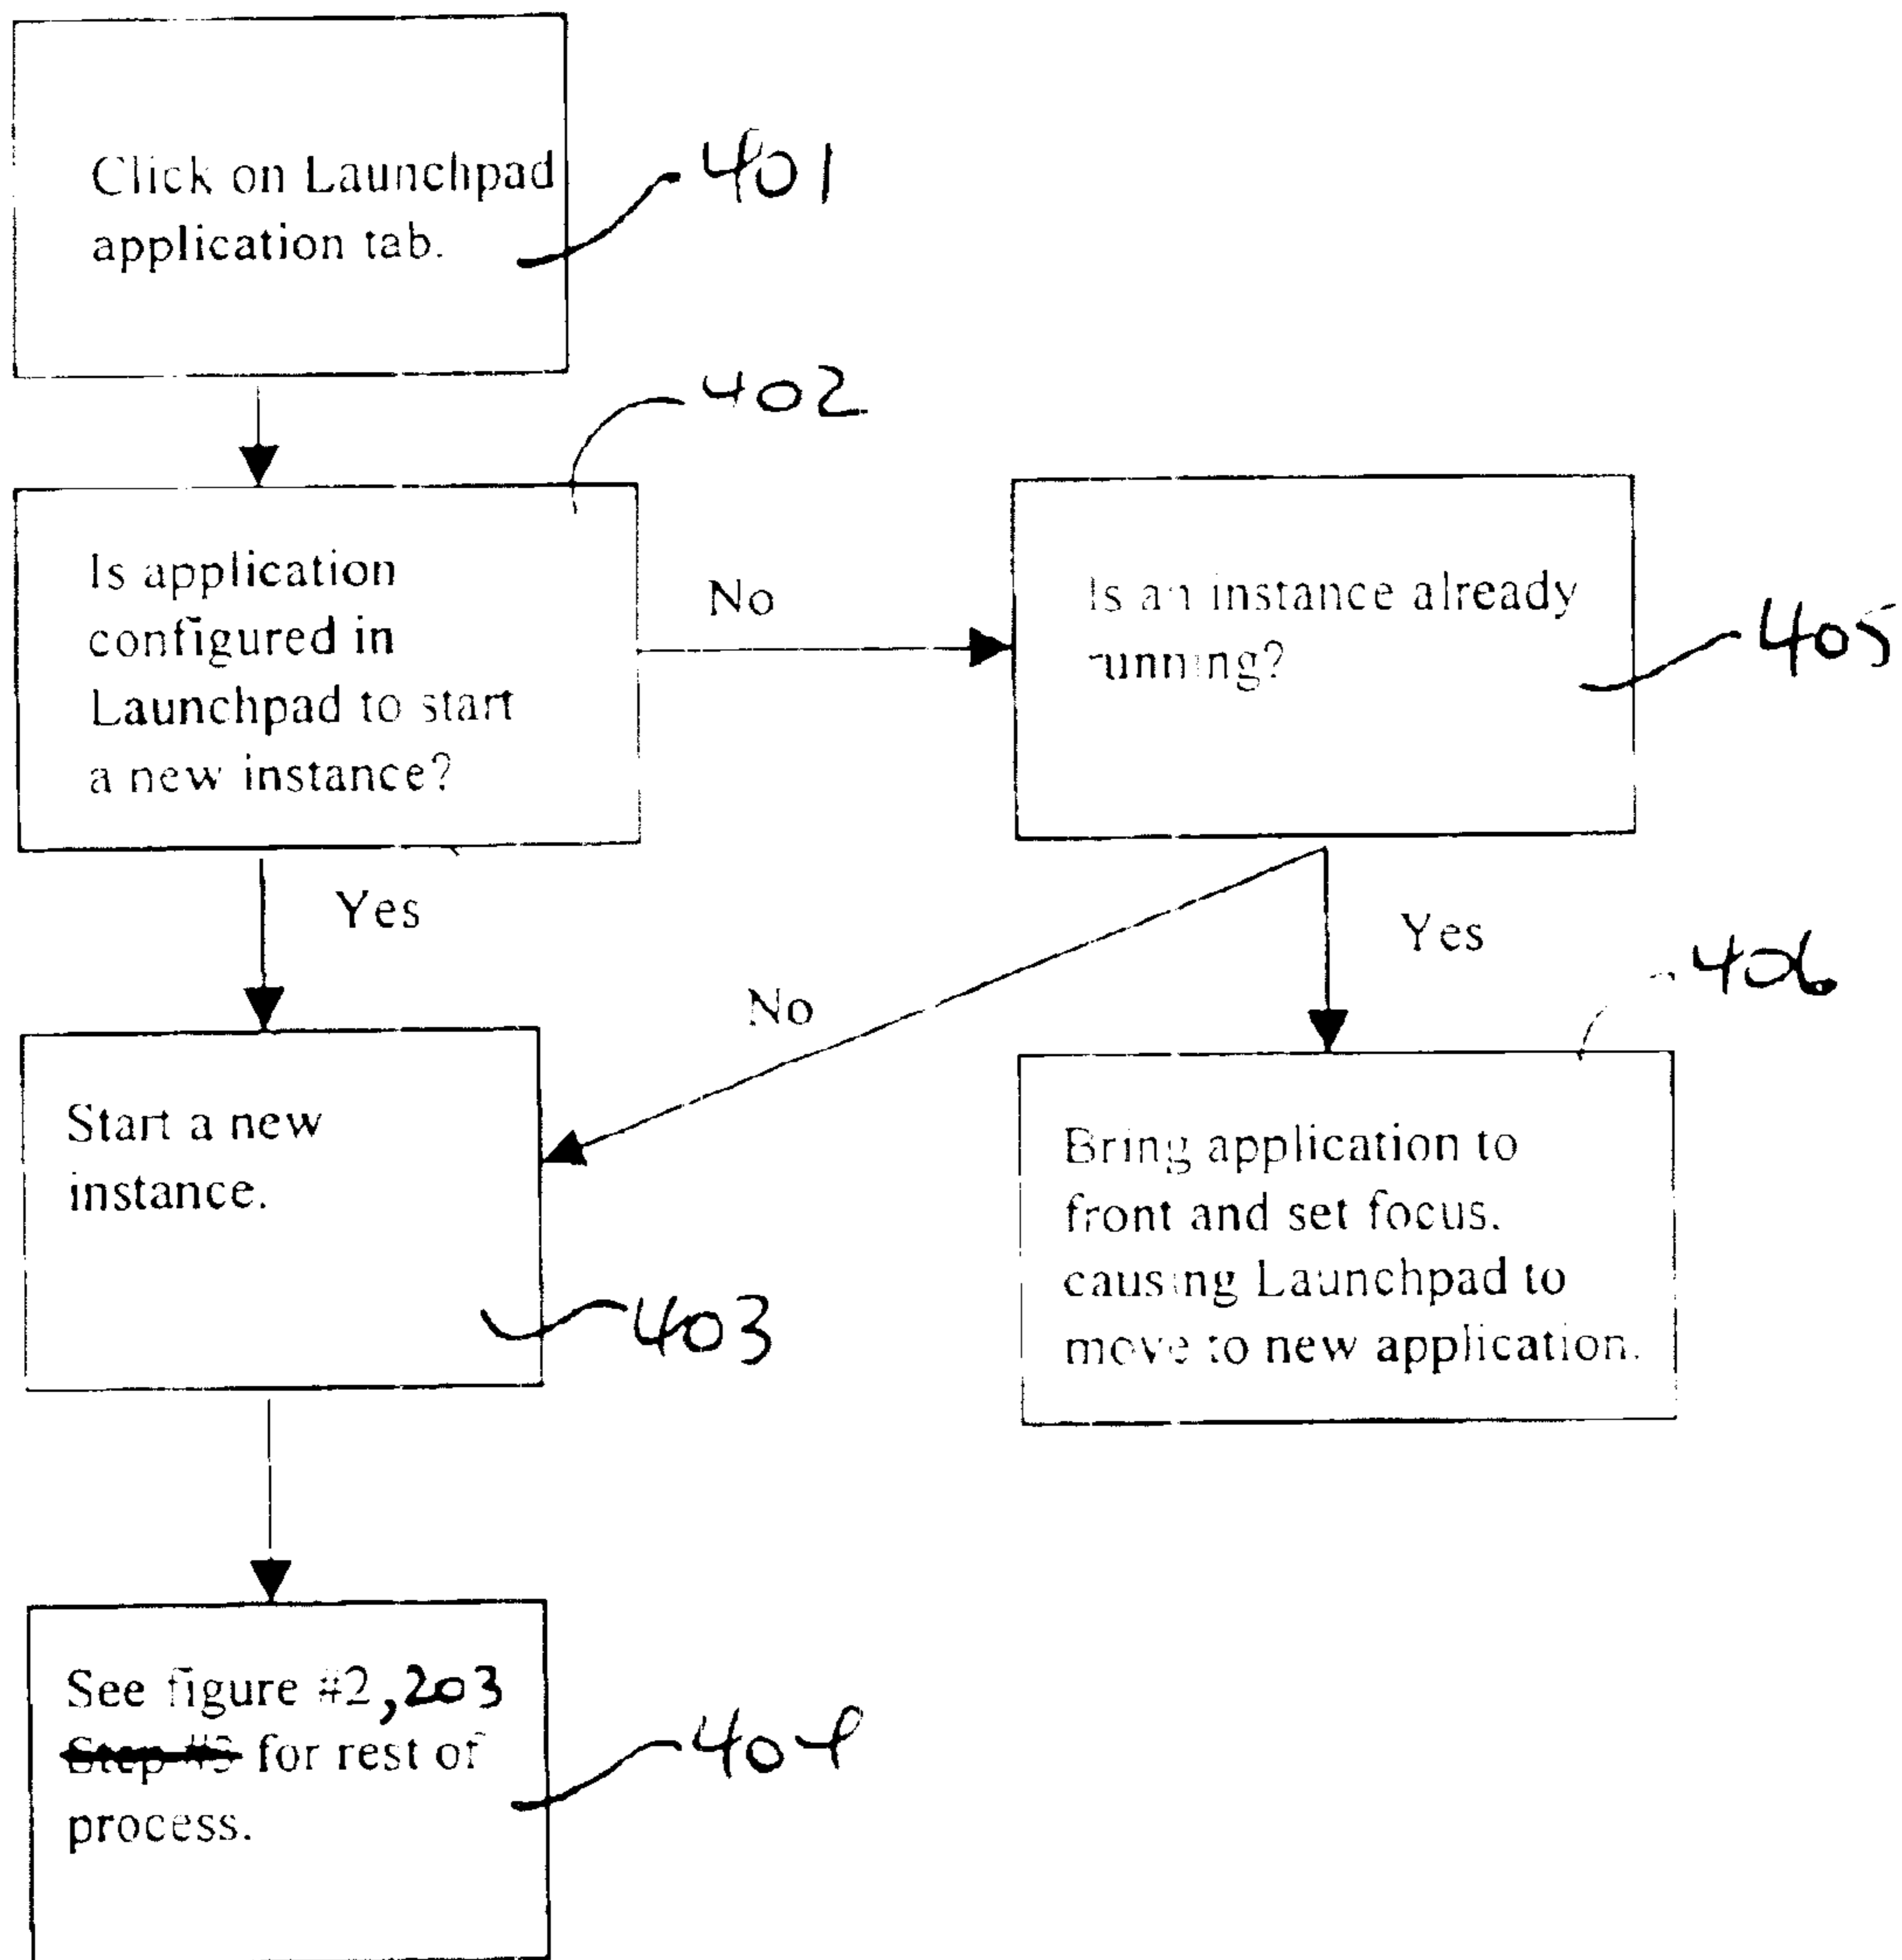 Click on Launchpad
application tab.
401
402
Is application
configured in
Launchpad to start
a new instance?
No
Is an instance already
running?
405
Yes
No
Yes
406
Start a new
instance.
403
Bring application to
front and set focus.
causing Launchpad to
move to new application.
See figure #2,203
Step #3 for rest of
process.
404